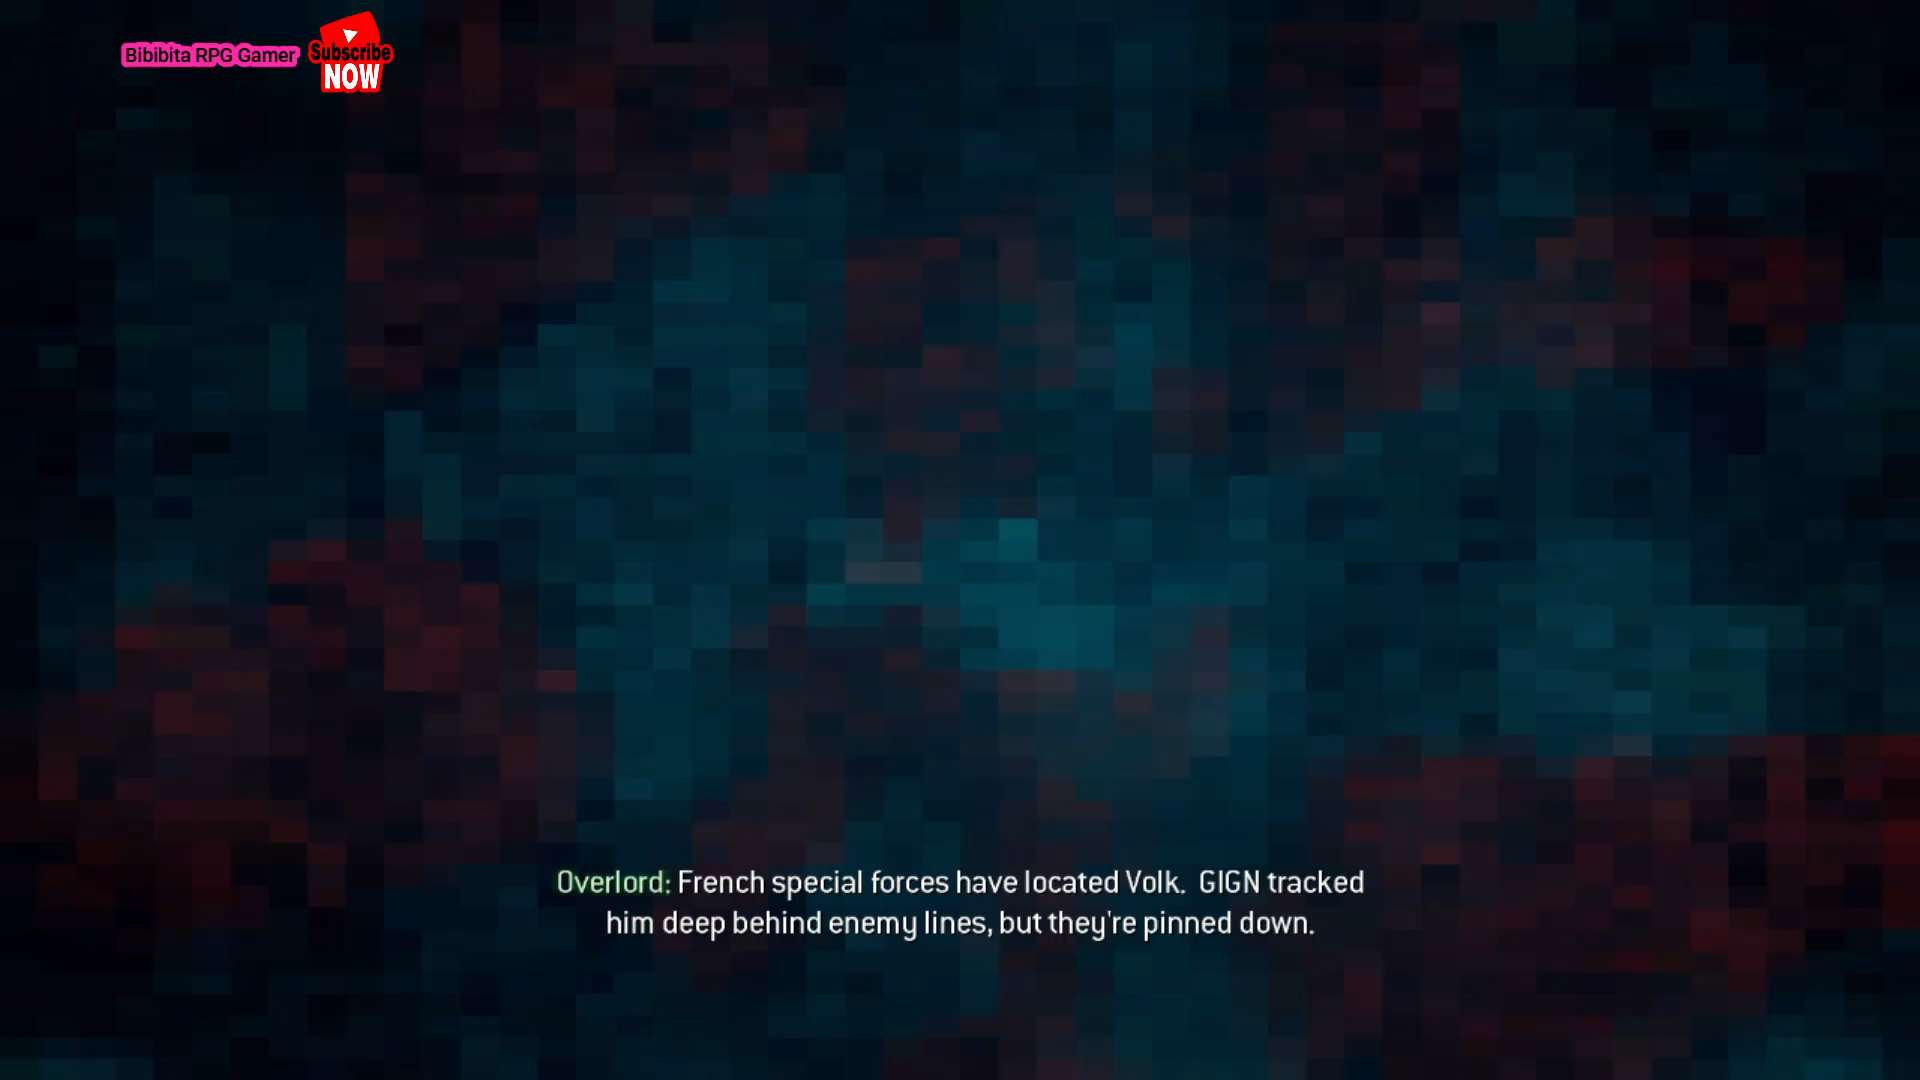 Bibibita RPG Gamer
Subscribe
NOW
Overlord: French special forces have located Volk.  GIGN tracked
him deep behind enemy lines, but they're pinned down.